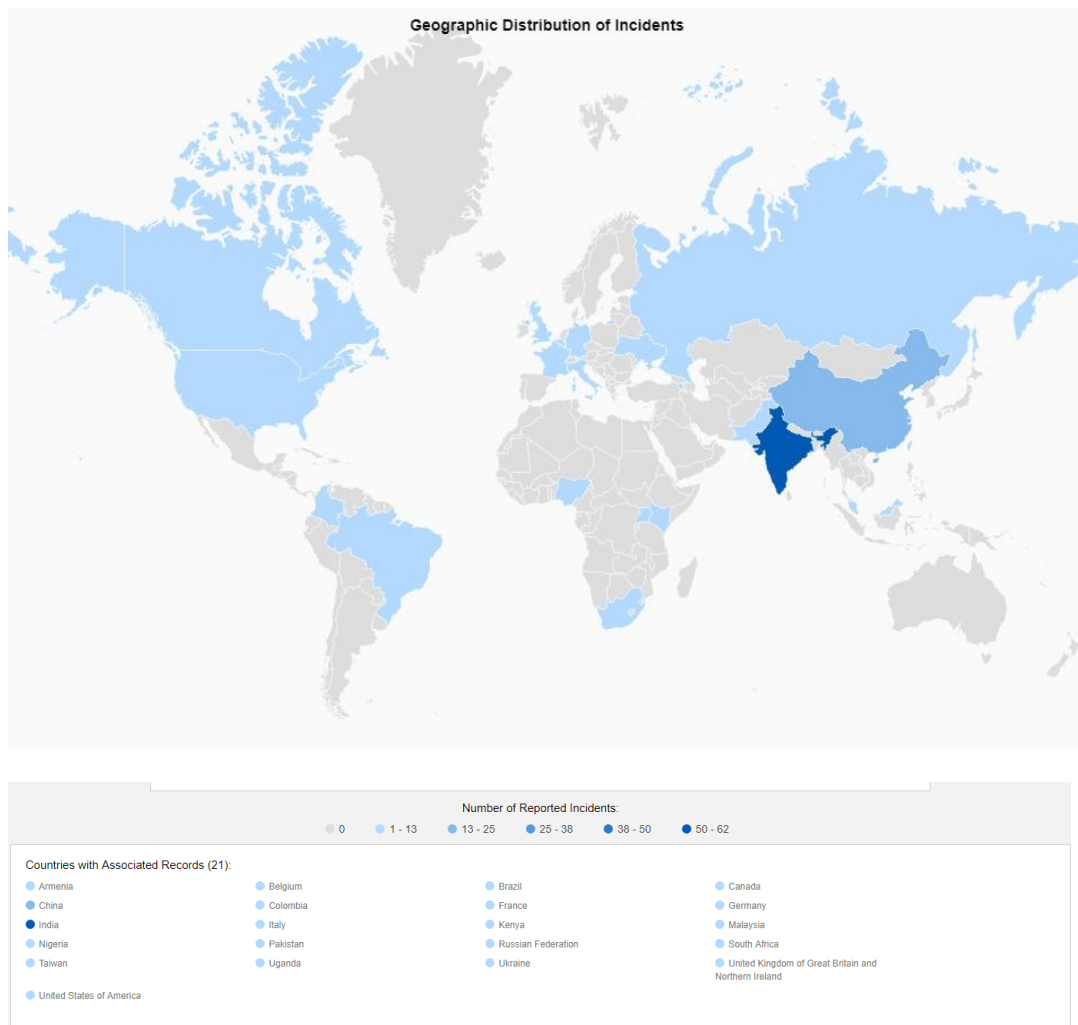 Geographic Distribution of Incidents
Number of Reported Incidents:
0 1 - 13 13 - 25 25 - 38 38 - 50 50 - 62
Countries with Associated Records (21):
Armenia Belgium Brazil Canada
China Colombia France Germany
India Italy Kenya Malaysia
Nigeria Pakistan Russian Federation South Africa
Taiwan Uganda Ukraine United Kingdom of Great Britain and
Northern Ireland
United States of America